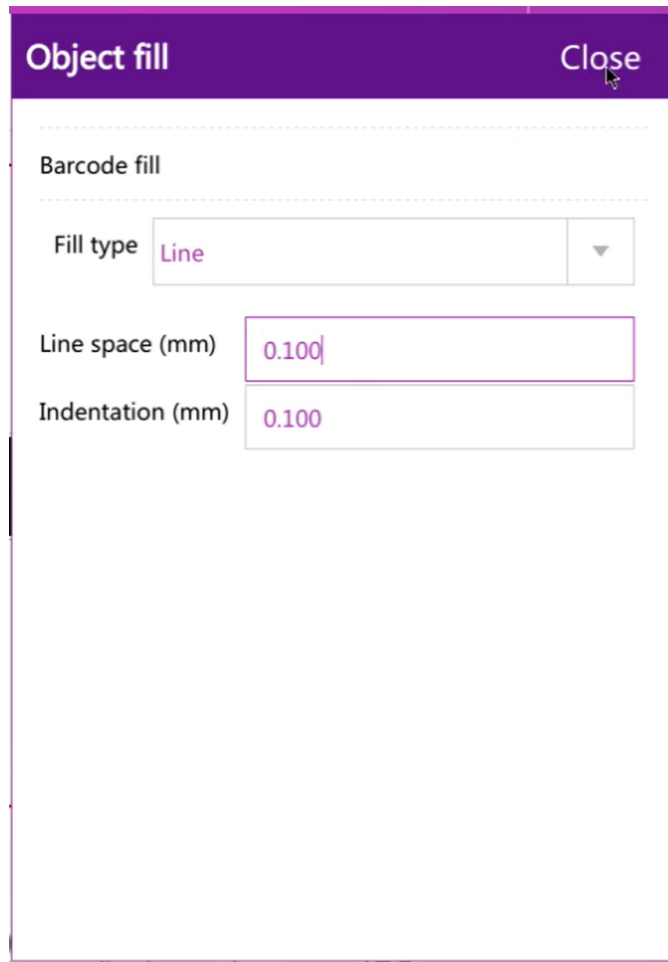 Object fill Close
Barcode fill
Fill type Line
Line space (mm) 0.100
Indentation (mm) 0.100